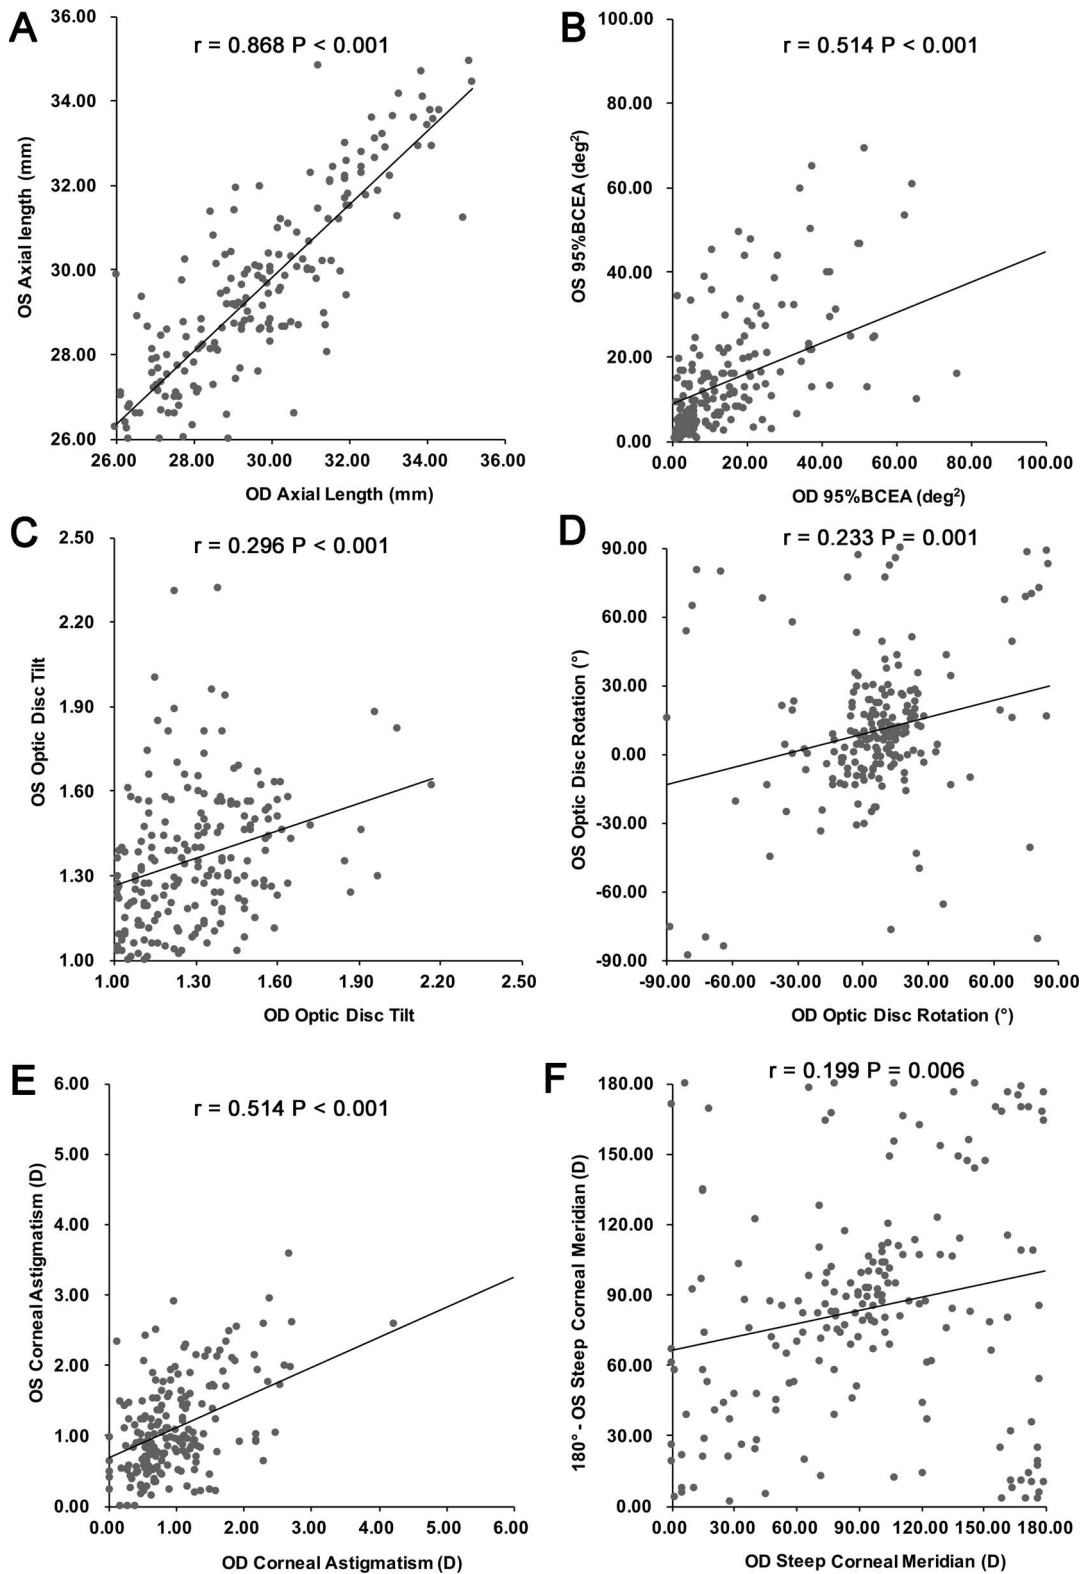 A
r = 0.868 P < 0.001
36.00
34.00
32.00
30.00
28.00
26.00
OS Axial length (mm)
26.00 28.00 30.00 32.00 34.00 36.00
OD Axial Length (mm)
B
r = 0.514 P < 0.001
100.00
80.00
60.00
40.00
20.00
0.00
OS 95%BCEA (deg²)
0.00 20.00 40.00 60.00 80.00 100.00
OD 95%BCEA (deg²)
C
r = 0.296 P < 0.001
2.50
2.20
1.90
1.60
1.30
1.00
OS Optic Disc Tilt
1.00 1.30 1.60 1.90 2.20 2.50
OD Optic Disc Tilt
D
r = 0.233 P = 0.001
90.00
60.00
30.00
0.00
-30.00
-60.00
-90.00
OS Optic Disc Rotation (°)
-90.00 -60.00 -30.00 0.00 30.00 60.00 90.00
OD Optic Disc Rotation (°)
E
r = 0.514 P < 0.001
6.00
5.00
4.00
3.00
2.00
1.00
0.00
OS Corneal Astigmatism (D)
0.00 1.00 2.00 3.00 4.00 5.00 6.00
OD Corneal Astigmatism (D)
F
r = 0.199 P = 0.006
180.00
150.00
120.00
90.00
60.00
30.00
0.00
180° - OS Steep Corneal Meridian (D)
0.00 30.00 60.00 90.00 120.00 150.00 180.00
OD Steep Corneal Meridian (D)